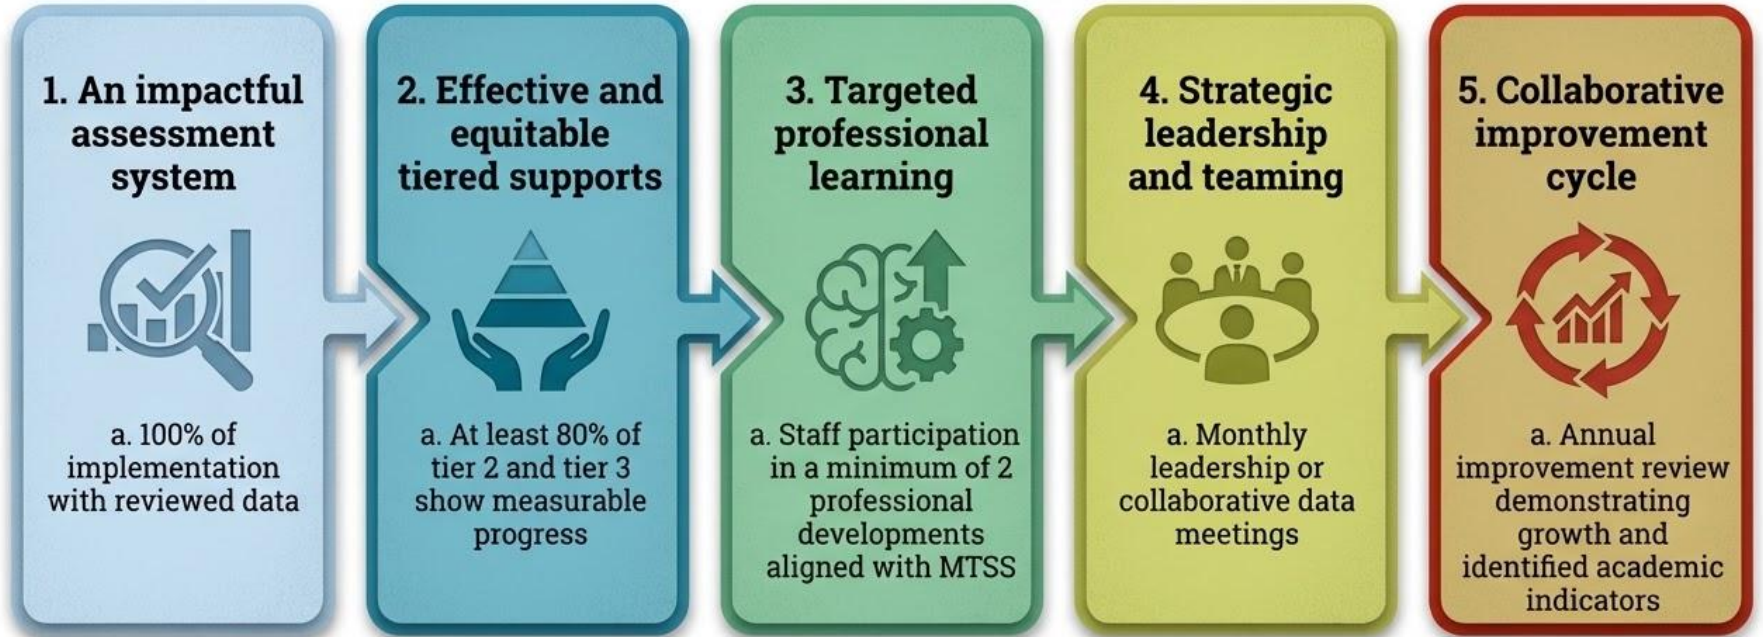 1. An impactful
assessment
system
a. 100% of
implementation
with reviewed data
2. Effective and
equitable
tiered supports
a. At least 80% of
tier 2 and tier 3
show measurable
progress
3. Targeted
professional
learning
a. Staff participation
in a minimum of 2
professional
developments
aligned with MTSS
4. Strategic
leadership
and teaming
a. Monthly
leadership or
collaborative data
meetings
5. Collaborative
improvement
cycle
a. Annual
improvement review
demonstrating
growth and
identified academic
indicators